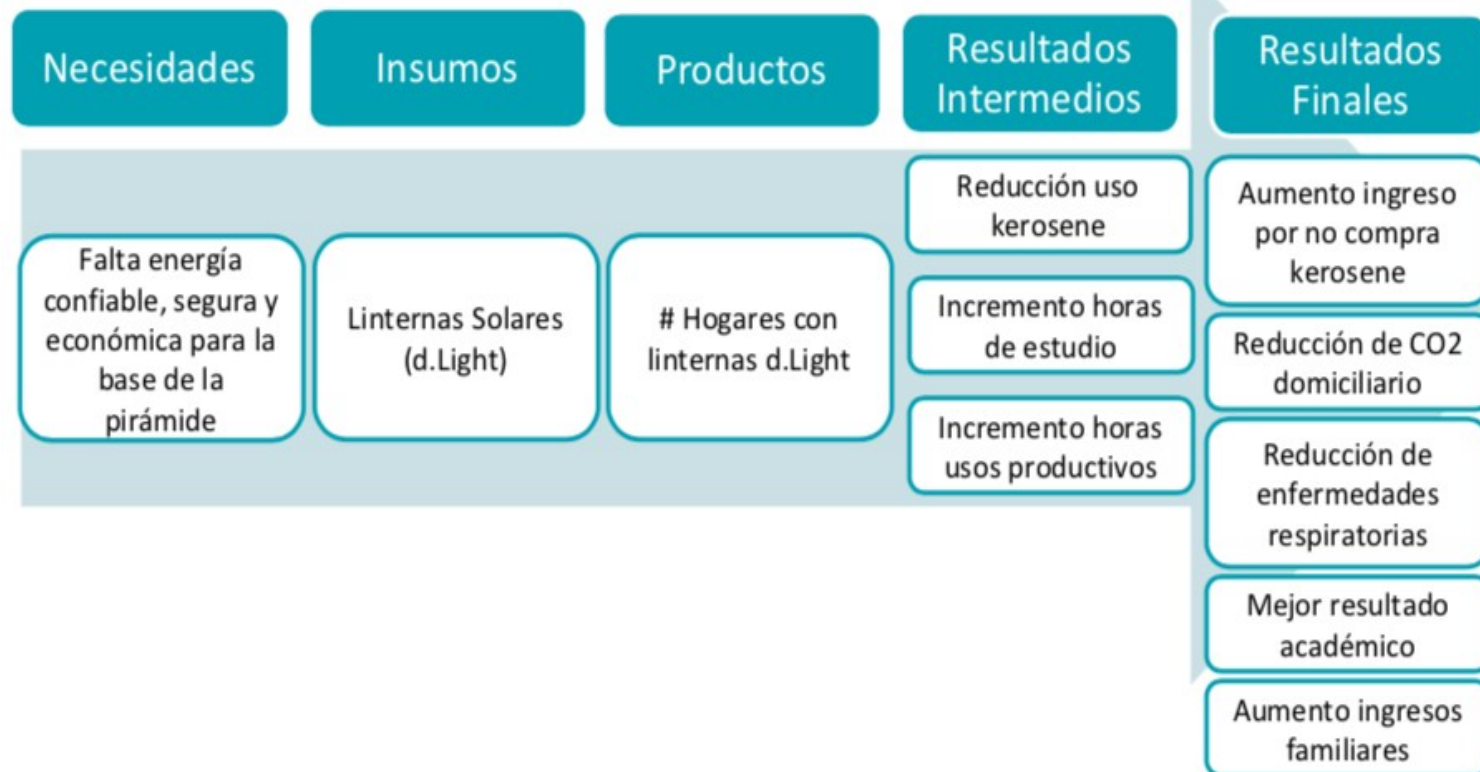 Necesidades
Insumos
Productos
Resultados
Intermedios
Resultados
Finales
Falta energía
confiable, segura y
económica para la
base de la
pirámide
Linternas Solares
(d.Light)
# Hogares con
linternas d.Light
Reducción uso
kerosene
Incremento horas
de estudio
Incremento horas
usos productivos
Aumento ingreso
por no compra
kerosene
Reducción de CO2
domiciliario
Reducción de
enfermedades
respiratorias
Mejor resultado
académico
Aumento ingresos
familiares